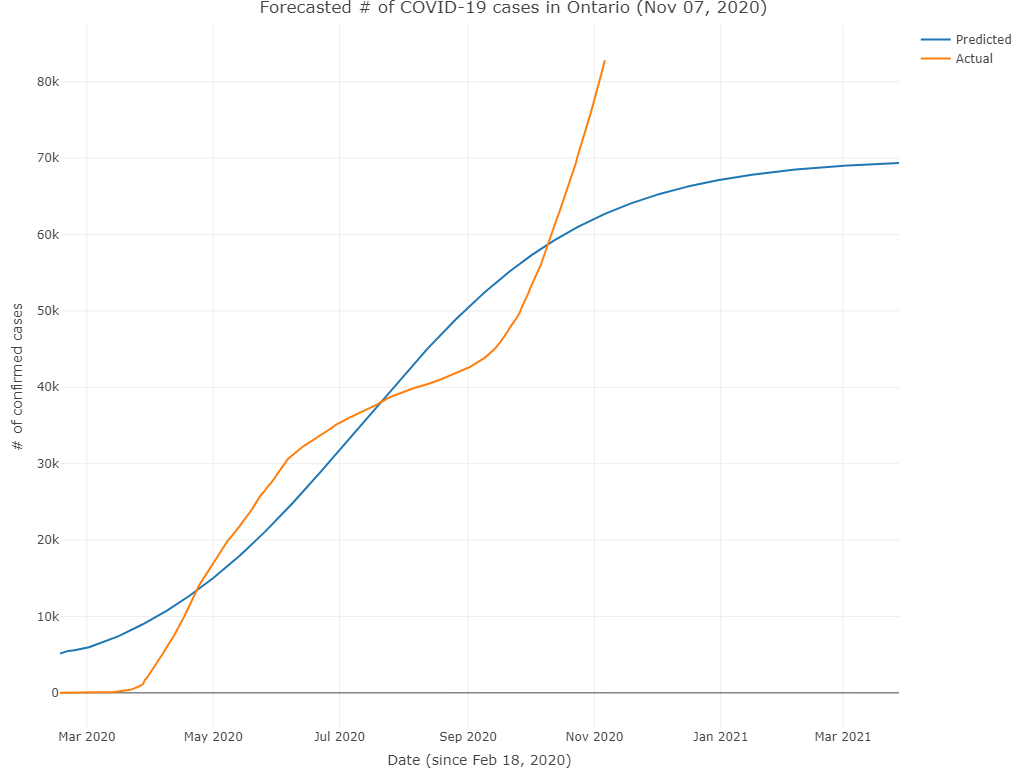 Forecasted # of COVID-19 cases in Ontario (Nov 07, 2020)
Predicted
Actual
80k
70k
60k
50k
40k
30k
20k
10k
0
# of confirmed cases
Mar 2020 May 2020 Jul 2020 Sep 2020 Nov 2020 Jan 2021 Mar 2021
Date (since Feb 18, 2020)